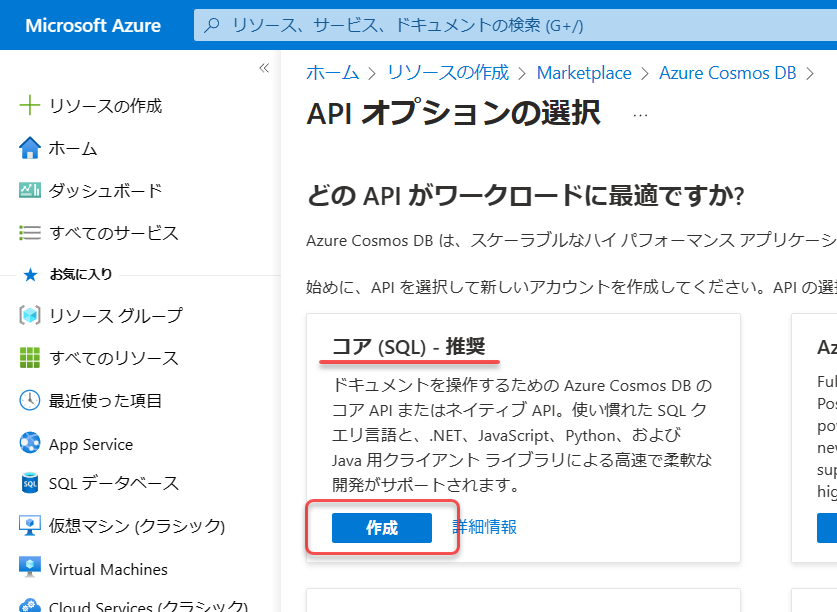 Microsoft Azure
リソース、サービス、ドキュメントの検索 (G+/)
ホーム > リソースの作成 > Marketplace > Azure Cosmos DB >
API オプションの選択 …
«
リソースの作成
ホーム
ダッシュボード
すべてのサービス
お気に入り
リソース グループ
すべてのリソース
最近使った項目
App Service
SQL データベース
仮想マシン (クラシック)
Virtual Machines
Cloud Services (クラシック)
どの API がワークロードに最適ですか?
Azure Cosmos DB は、スケーラブルなハイ パフォーマンス アプリケーシ
始めに、API を選択して新しいアカウントを作成してください。API の選
コア (SQL) - 推奨
ドキュメントを操作するための Azure Cosmos DB の
コア API またはネイティブ API。使い慣れた SQL ク
エリ言語と、.NET、JavaScript、Python、および
Java 用クライアント ライブラリによる高速で柔軟な
開発がサポートされます。
作成
詳細情報
Az
Ful
Pos
pow
new
sup
hig